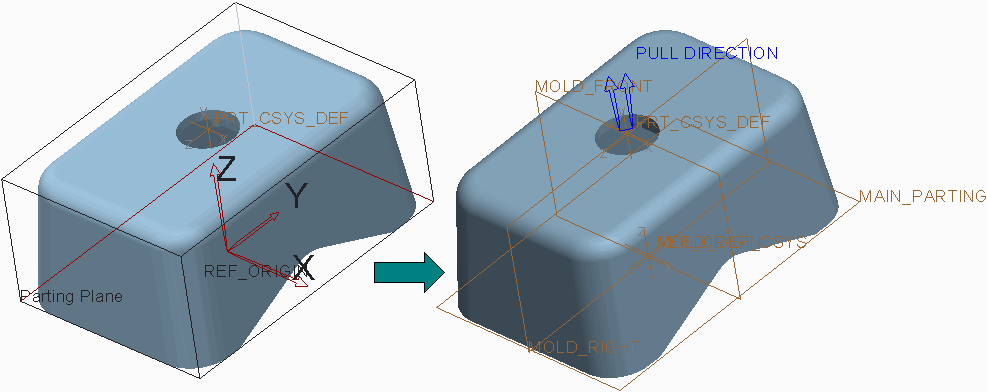 PRT_CSYS_DEF
Z
Y
REF_ORIGIN
X
Parting Plane
PULL DIRECTION
MOLD_FRONT
PRT_CSYS_DEF
MAIN_PARTING
MOLD_RIGHT